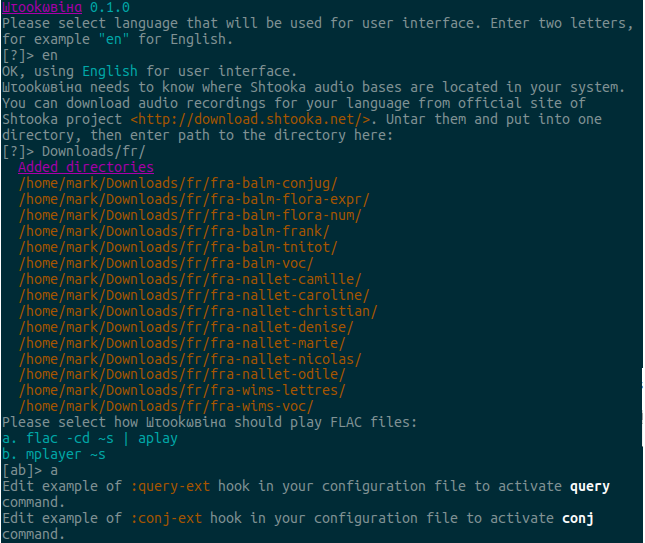 Ɯтооkѡвiнɑ 0.1.0
Please select language that will be used for user interface. Enter two letters,
for example "en" for English.
[?]> en
OK, using English for user interface.
Ɯтооkѡвiнɑ needs to know where Shtooka audio bases are located in your system.
You can download audio recordings for your language from official site of
Shtooka project <http://download.shtooka.net/>. Untar them and put into one
directory, then enter path to the directory here:
[?]> Downloads/fr/
Added directories
/home/mark/Downloads/fr/fra-balm-conjug/
/home/mark/Downloads/fr/fra-balm-flora-expr/
/home/mark/Downloads/fr/fra-balm-flora-num/
/home/mark/Downloads/fr/fra-balm-frank/
/home/mark/Downloads/fr/fra-balm-tnitot/
/home/mark/Downloads/fr/fra-balm-voc/
/home/mark/Downloads/fr/fra-nallet-camille/
/home/mark/Downloads/fr/fra-nallet-caroline/
/home/mark/Downloads/fr/fra-nallet-christian/
/home/mark/Downloads/fr/fra-nallet-denise/
/home/mark/Downloads/fr/fra-nallet-marie/
/home/mark/Downloads/fr/fra-nallet-nicolas/
/home/mark/Downloads/fr/fra-nallet-odile/
/home/mark/Downloads/fr/fra-wims-lettres/
/home/mark/Downloads/fr/fra-wims-voc/
Please select how Ɯтооkѡвiнɑ should play FLAC files:
a. flac -cd ~s | aplay
b. mplayer ~s
[ab]> a
Edit example of :query-ext hook in your configuration file to activate query
command.
Edit example of :conj-ext hook in your configuration file to activate conj
command.